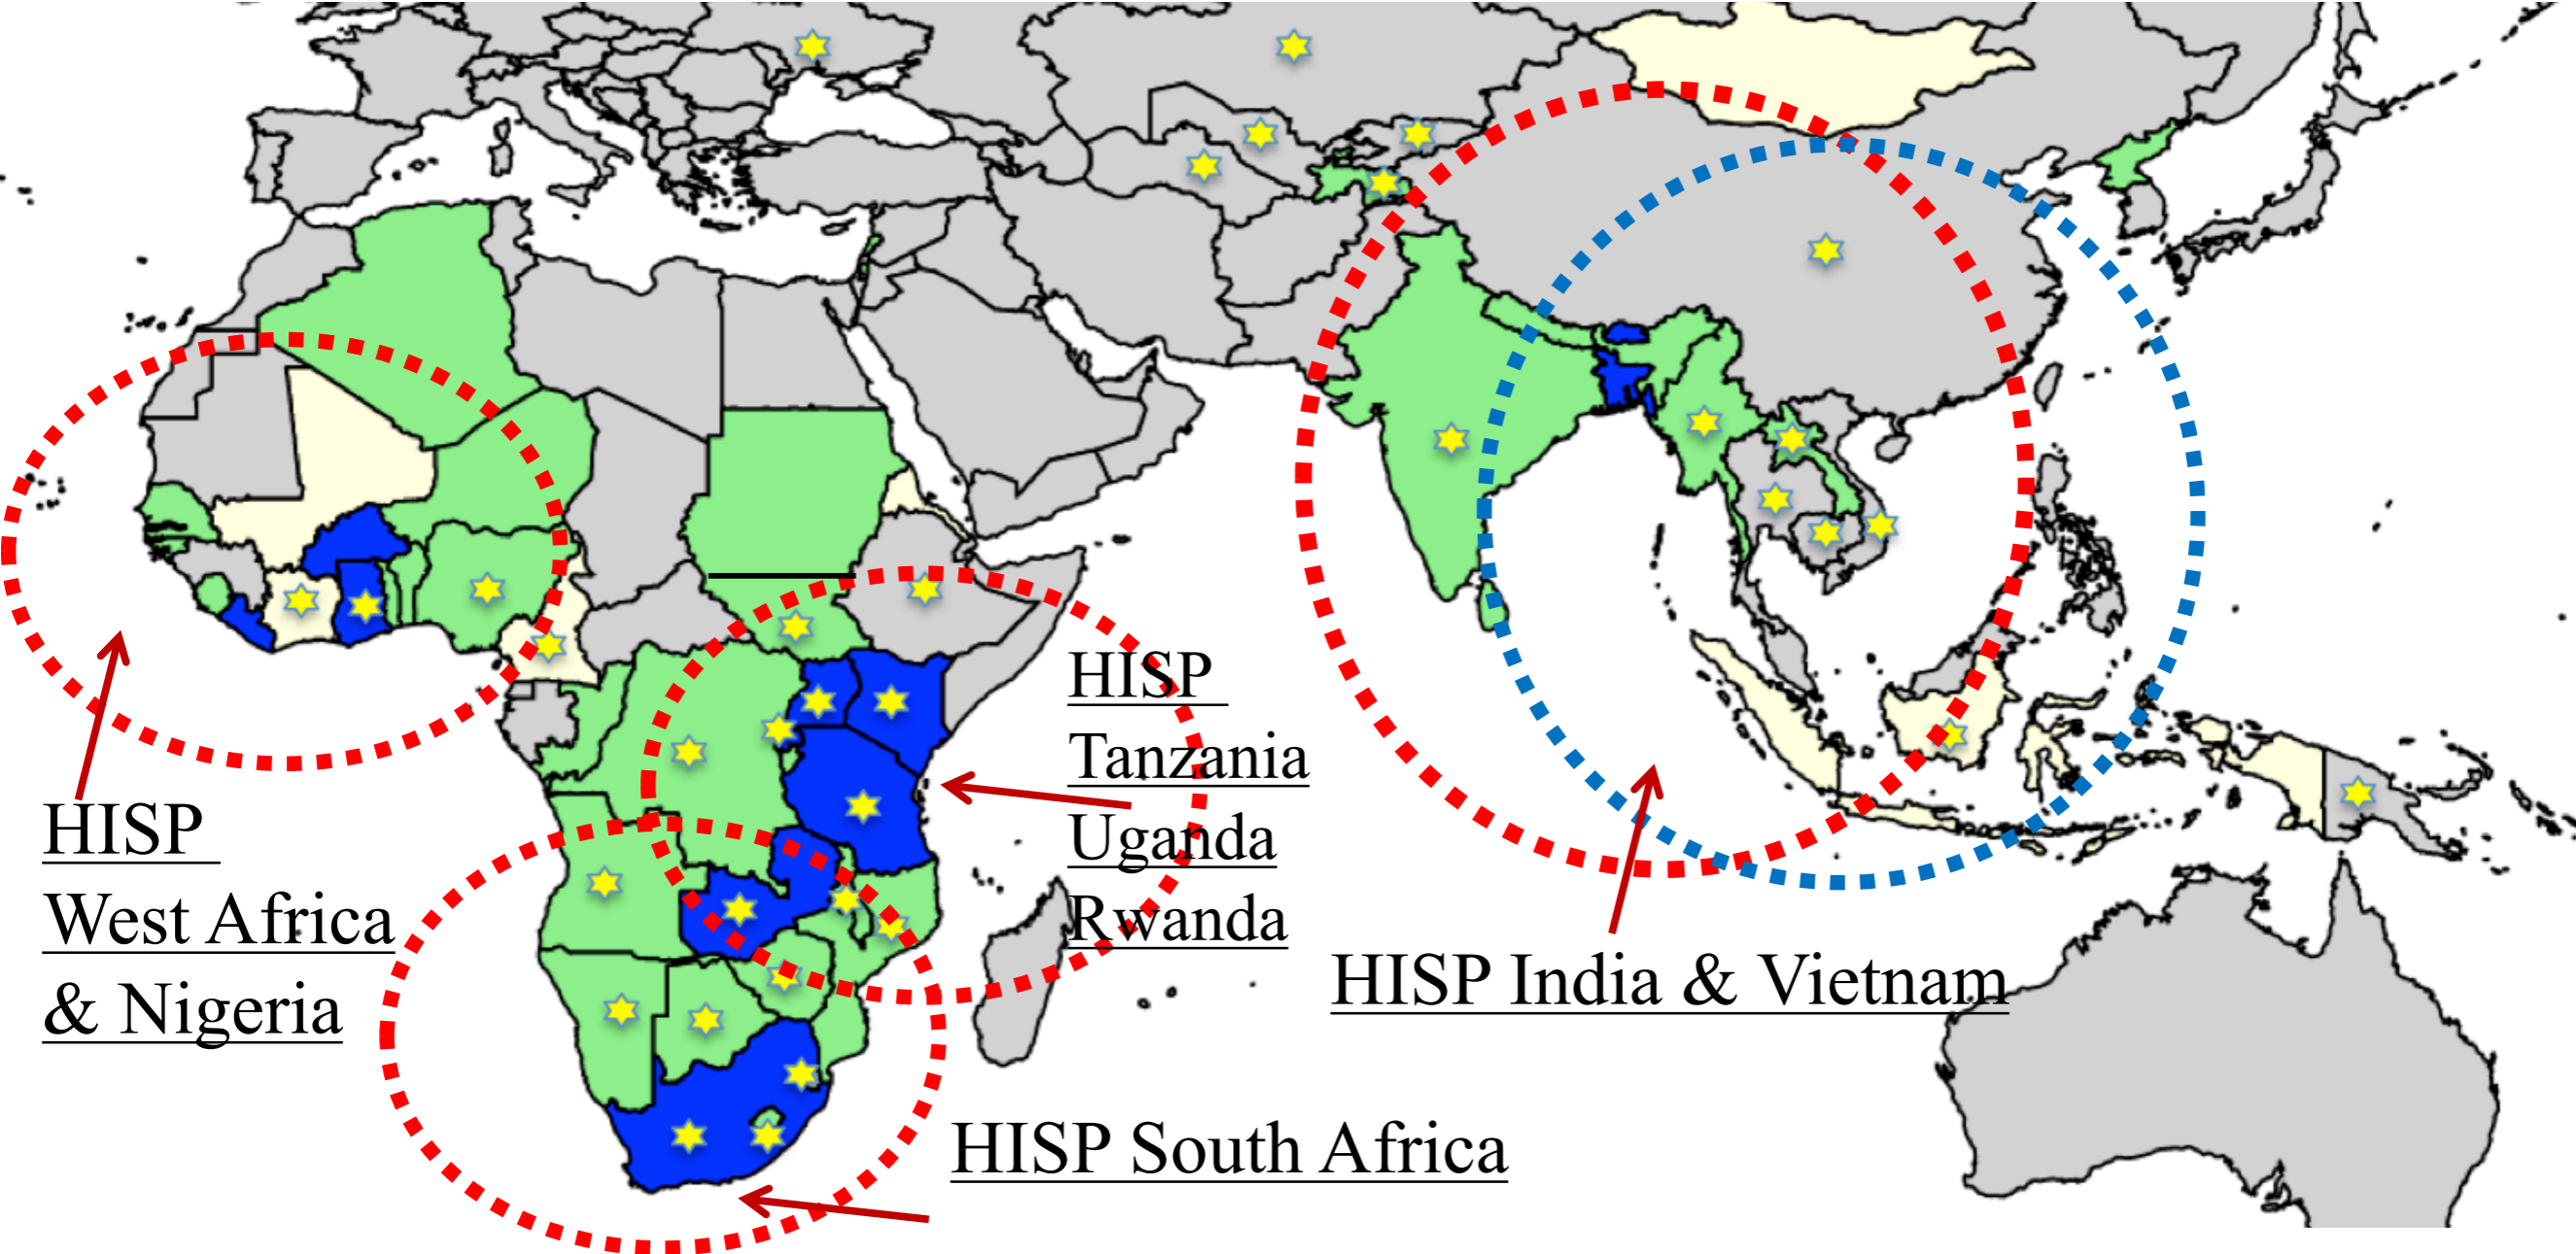 HISP
West Africa
& Nigeria
HISP
Tanzania
Uganda
Rwanda
HISP India & Vietnam
HISP South Africa